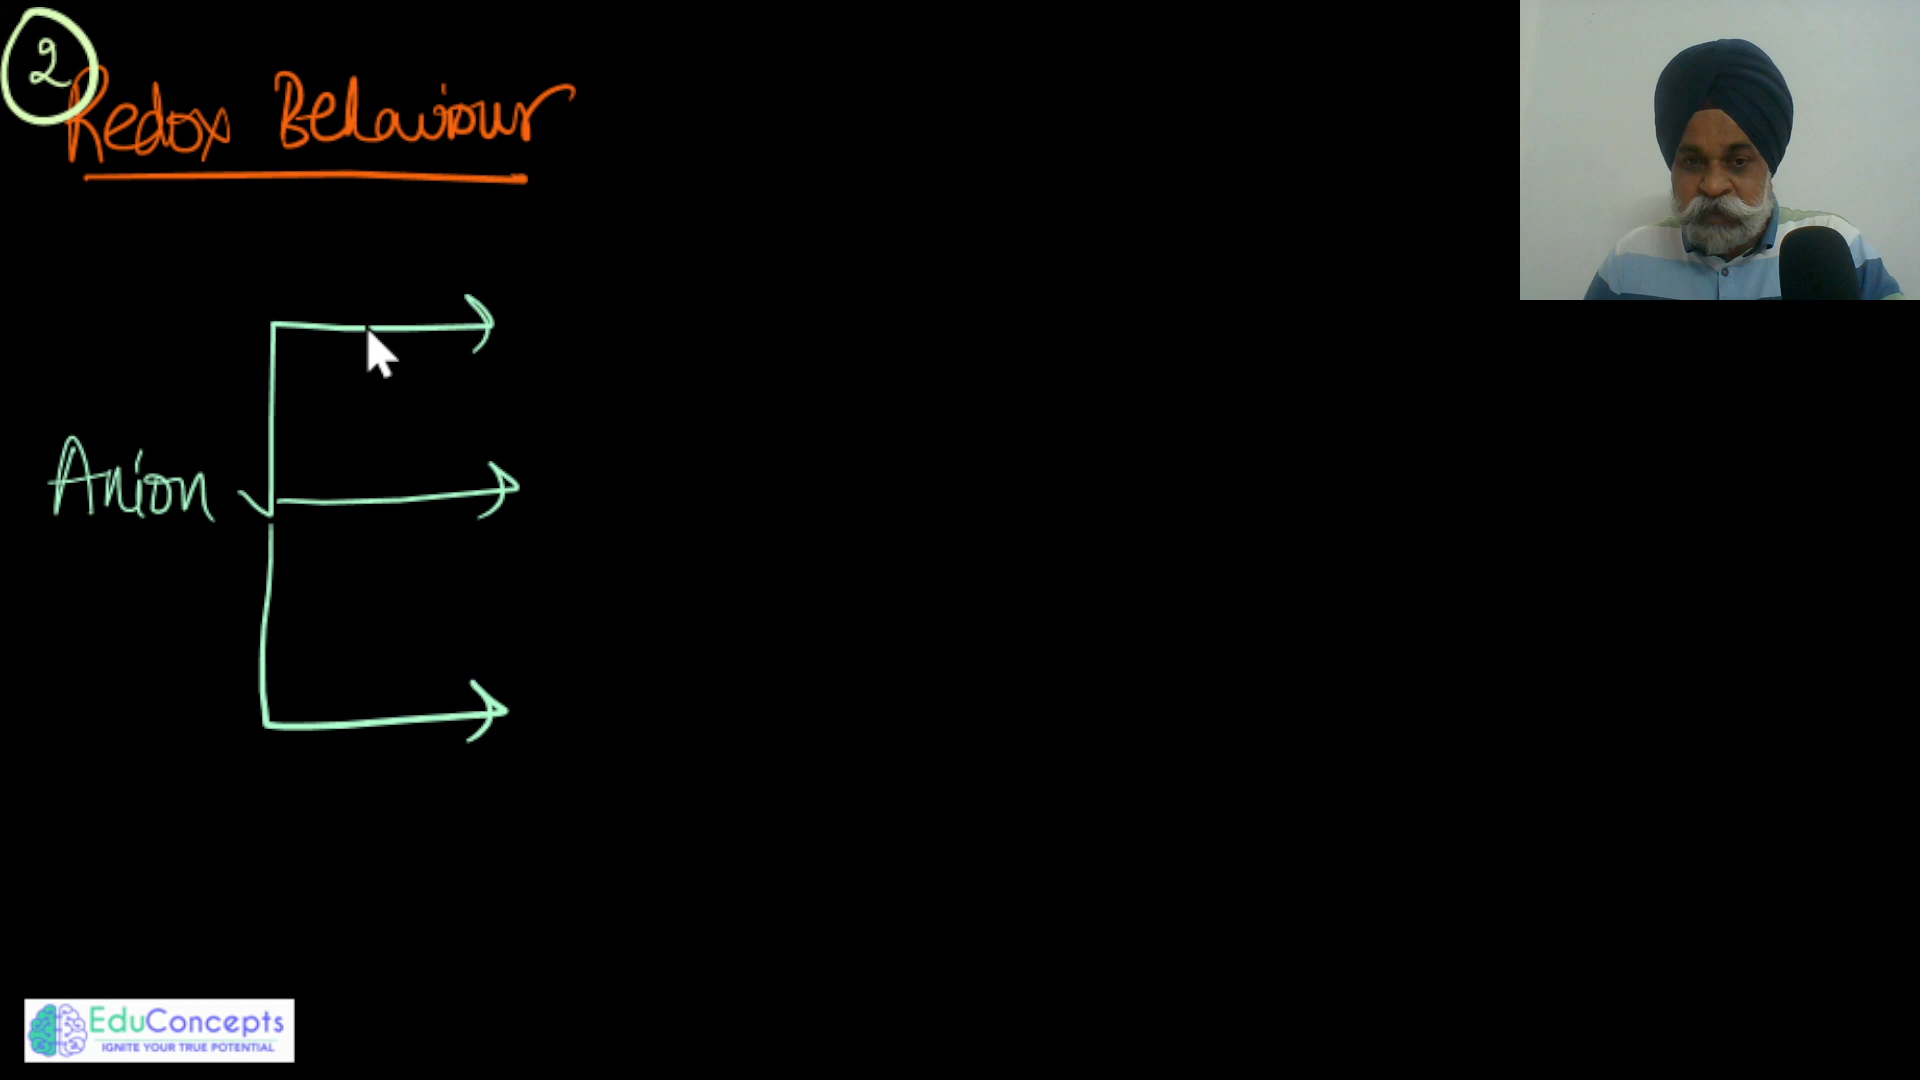 2
Redox Behaviour
Anion
EduConcepts
IGNITE YOUR TRUE POTENTIAL